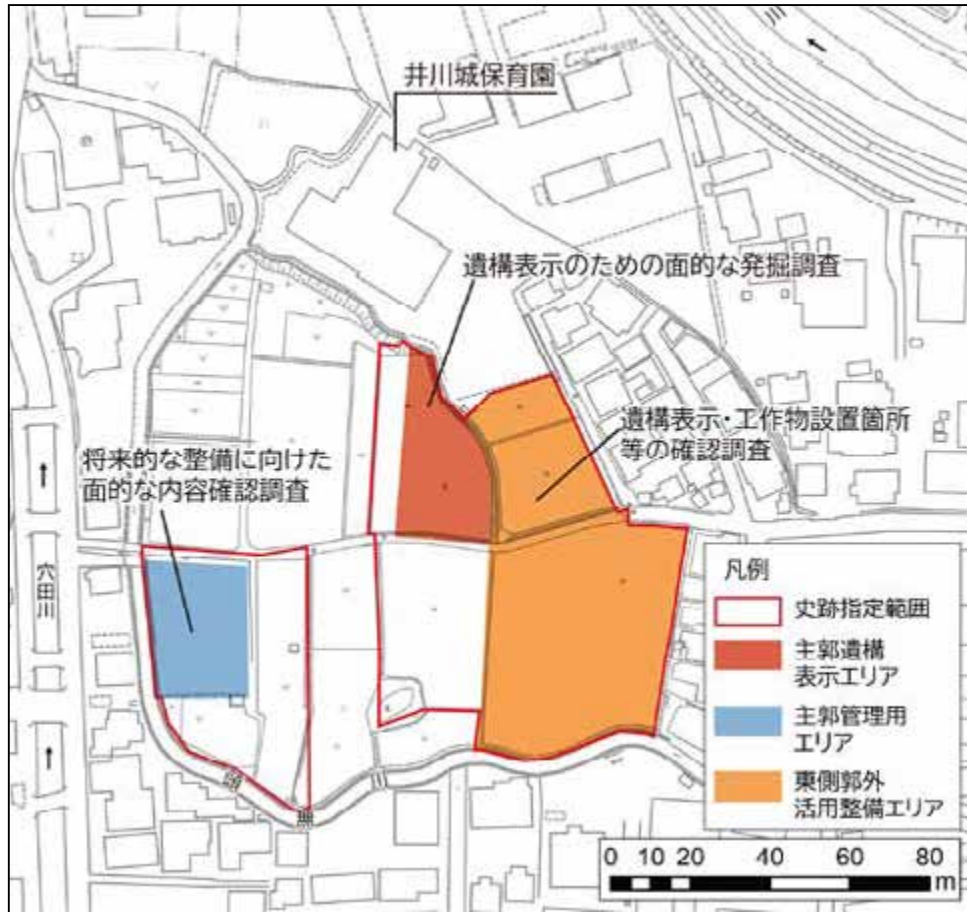 井川城保育園
遺構表示のための面的な発掘調査
遺構表示・工作物設置箇所
等の確認調査
将来的な整備に向けた
面的な内容確認調査
穴田川
凡例
史跡指定範囲
主郭遺構
表示エリア
主郭管理用
エリア
東側郭外
活用整備エリア
0 10 20 40 60 80
m